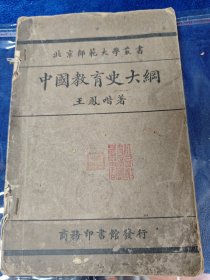 北京師範大學叢書
中國教育史大綱
王鳳喈著
商務印書館發行